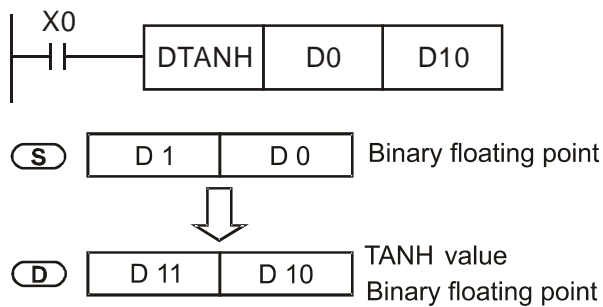 X0
DTANH D0 D10
S D 1 D 0 Binary floating point
TANH value
D D 11 D 10
Binary floating point